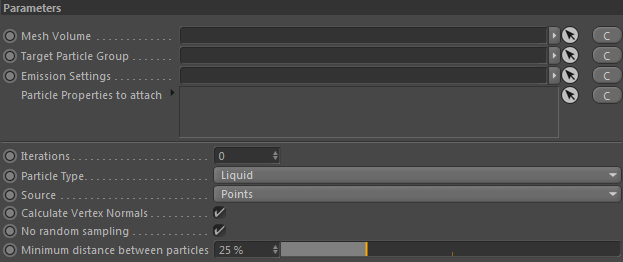 Parameters
Mesh Volume . . . . . . . . . . . . C
Target Particle Group . . . . C
Emission Settings . . . . . . . C
Particle Properties to attach C
Iterations . . . . . . . . . . . . . . . . . . . . . 0
Particle Type. . . . . . . . . . . . . . . . . . . Liquid
Source . . . . . . . . . . . . . . . . . . . . . . . . Points
Calculate Vertex Normals . . . . . . . . ✔
No random sampling . . . . . . . . . . . . ✔
Minimum distance between particles 25 %